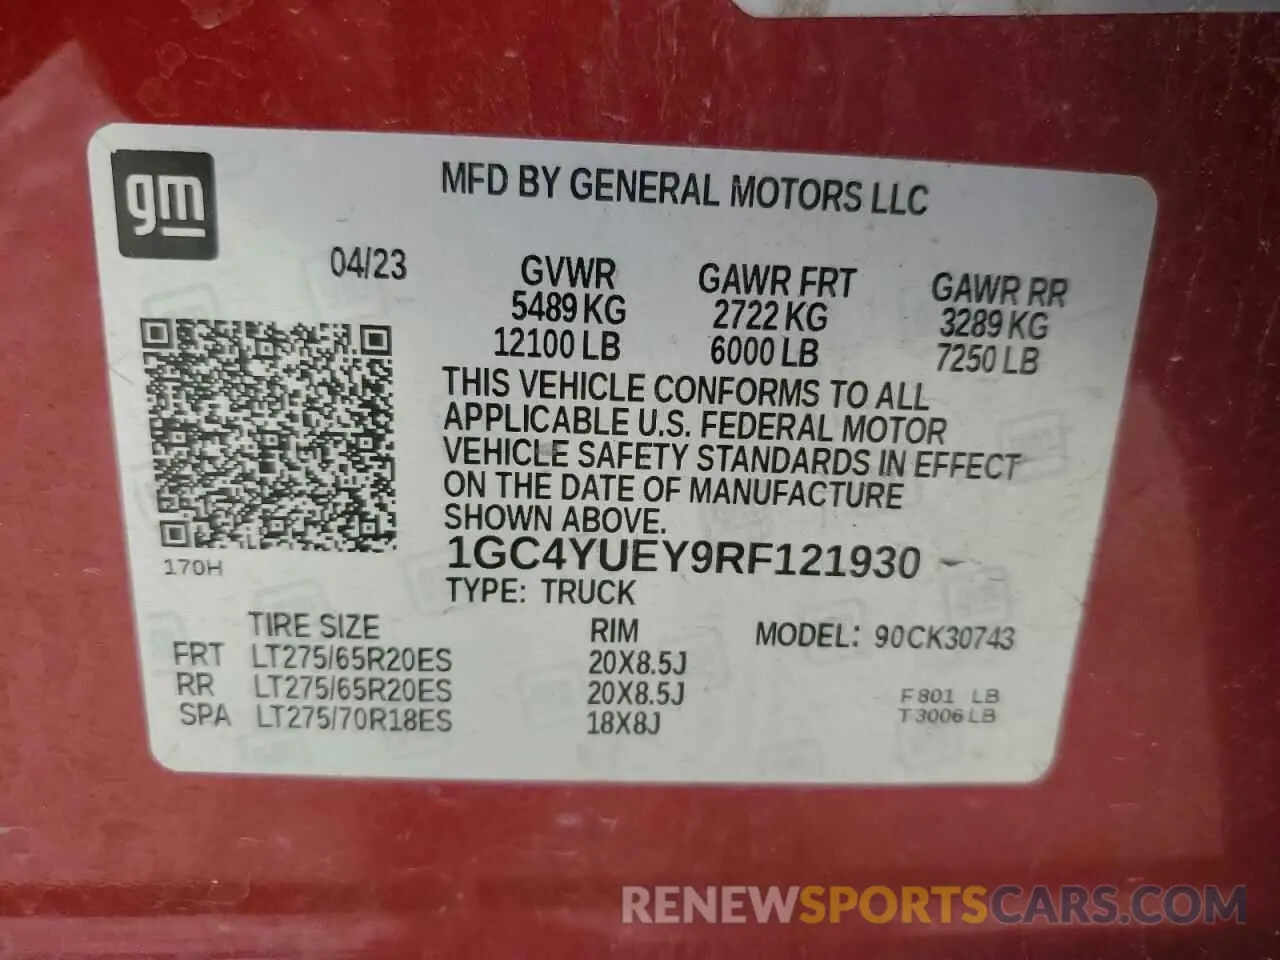 gm
MFD BY GENERAL MOTORS LLC
04/23
GVWR GAWR FRT GAWR RR
5489 KG 2722 KG 3289 KG
12100 LB 6000 LB 7250 LB
THIS VEHICLE CONFORMS TO ALL
APPLICABLE U.S. FEDERAL MOTOR
VEHICLE SAFETY STANDARDS IN EFFECT
ON THE DATE OF MANUFACTURE
SHOWN ABOVE.
1GC4YUEY9RF121930
170H
TYPE: TRUCK
TIRE SIZE RIM MODEL: 90CK30743
FRT LT275/65R20ES 20X8.5J
RR LT275/65R20ES 20X8.5J
SPA LT275/70R18ES 18X8J
F 801 LB
T 3006 LB
RENEWSPORTSCARS.COM